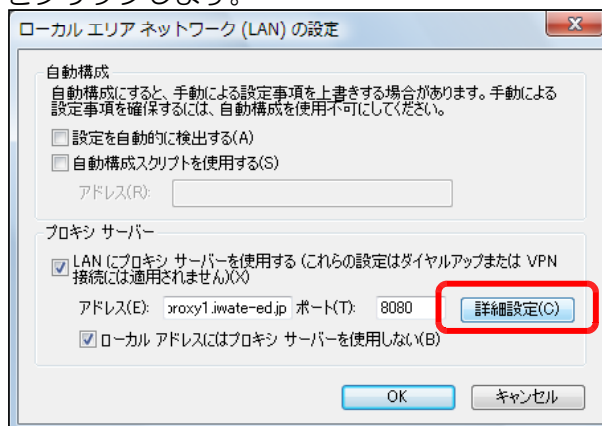 とクリックします。
ローカル エリア ネットワーク (LAN) の設定
自動構成
自動構成にすると、手動による設定事項を上書きする場合があります。手動による
設定事項を確保するには、自動構成を使用不可にしてください。
設定を自動的に検出する(A)
自動構成スクリプトを使用する(S)
アドレス(R):
プロキシ サーバー
LAN にプロキシ サーバーを使用する (これらの設定はダイヤルアップまたは VPN
接続には適用されません)(X)
アドレス(E): proxy1.iwate-ed.jp ポート(T): 8080 詳細設定(C)
ローカル アドレスにはプロキシ サーバーを使用しない(B)
OK キャンセル